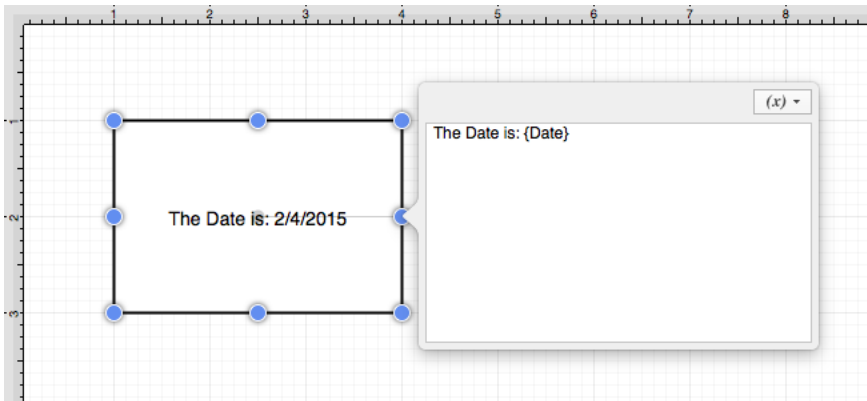 1 2 3 4 5 6 7 8
(x)
The Date is: {Date}
1
The Date is: 2/4/2015
2
3